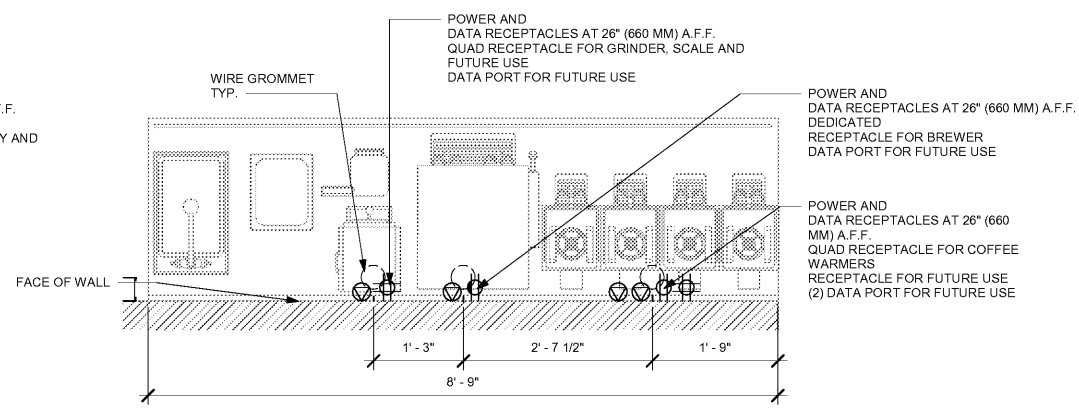 POWER AND
DATA RECEPTACLES AT 26" (660 MM) A.F.F.
QUAD RECEPTACLE FOR GRINDER, SCALE AND
FUTURE USE
DATA PORT FOR FUTURE USE
WIRE GROMMET
TYP.
.F.
Y AND
POWER AND
DATA RECEPTACLES AT 26" (660 MM) A.F.F.
DEDICATED
RECEPTACLE FOR BREWER
DATA PORT FOR FUTURE USE
POWER AND
DATA RECEPTACLES AT 26" (660
MM) A.F.F.
QUAD RECEPTACLE FOR COFFEE
WARMERS
RECEPTACLE FOR FUTURE USE
(2) DATA PORT FOR FUTURE USE
FACE OF WALL
1' - 3"
2' - 7 1/2"
1' - 9"
8' - 9"